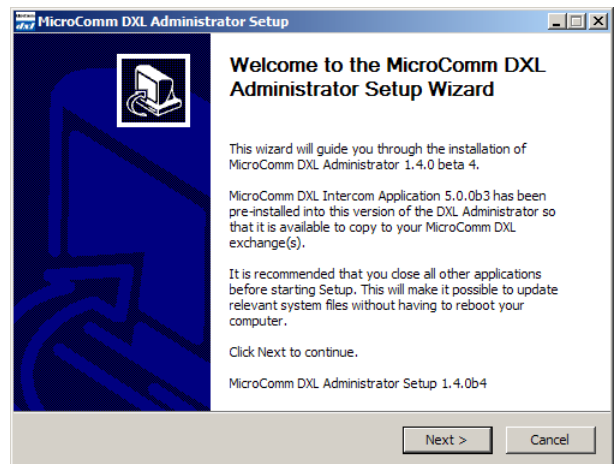 MicroComm DXL Administrator Setup
Welcome to the MicroComm DXL
Administrator Setup Wizard
This wizard will guide you through the installation of
MicroComm DXL Administrator 1.4.0 beta 4.
MicroComm DXL Intercom Application 5.0.0b3 has been
pre-installed into this version of the DXL Administrator so
that it is available to copy to your MicroComm DXL
exchange(s).
It is recommended that you close all other applications
before starting Setup. This will make it possible to update
relevant system files without having to reboot your
computer.
Click Next to continue.
MicroComm DXL Administrator Setup 1.4.0b4
Next >
Cancel